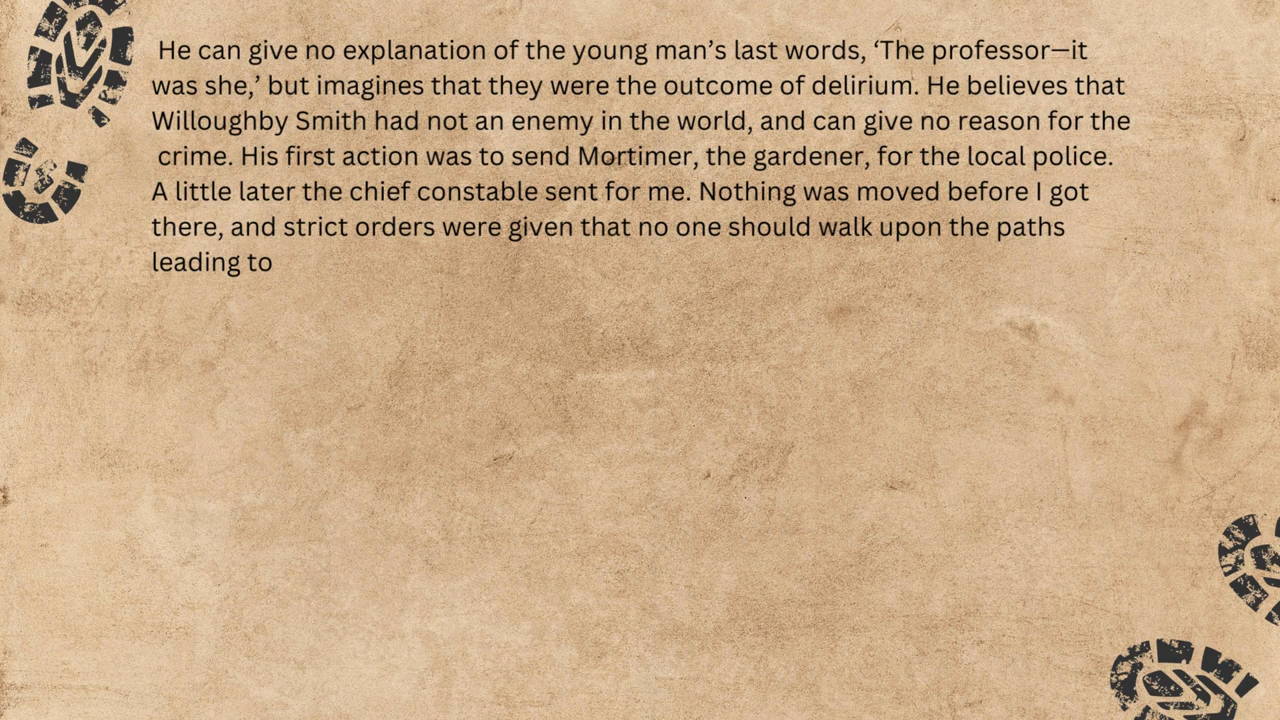 He can give no explanation of the young man’s last words, ‘The professor—it
was she,’ but imagines that they were the outcome of delirium. He believes that
Willoughby Smith had not an enemy in the world, and can give no reason for the
crime. His first action was to send Mortimer, the gardener, for the local police.
A little later the chief constable sent for me. Nothing was moved before I got
there, and strict orders were given that no one should walk upon the paths
leading to